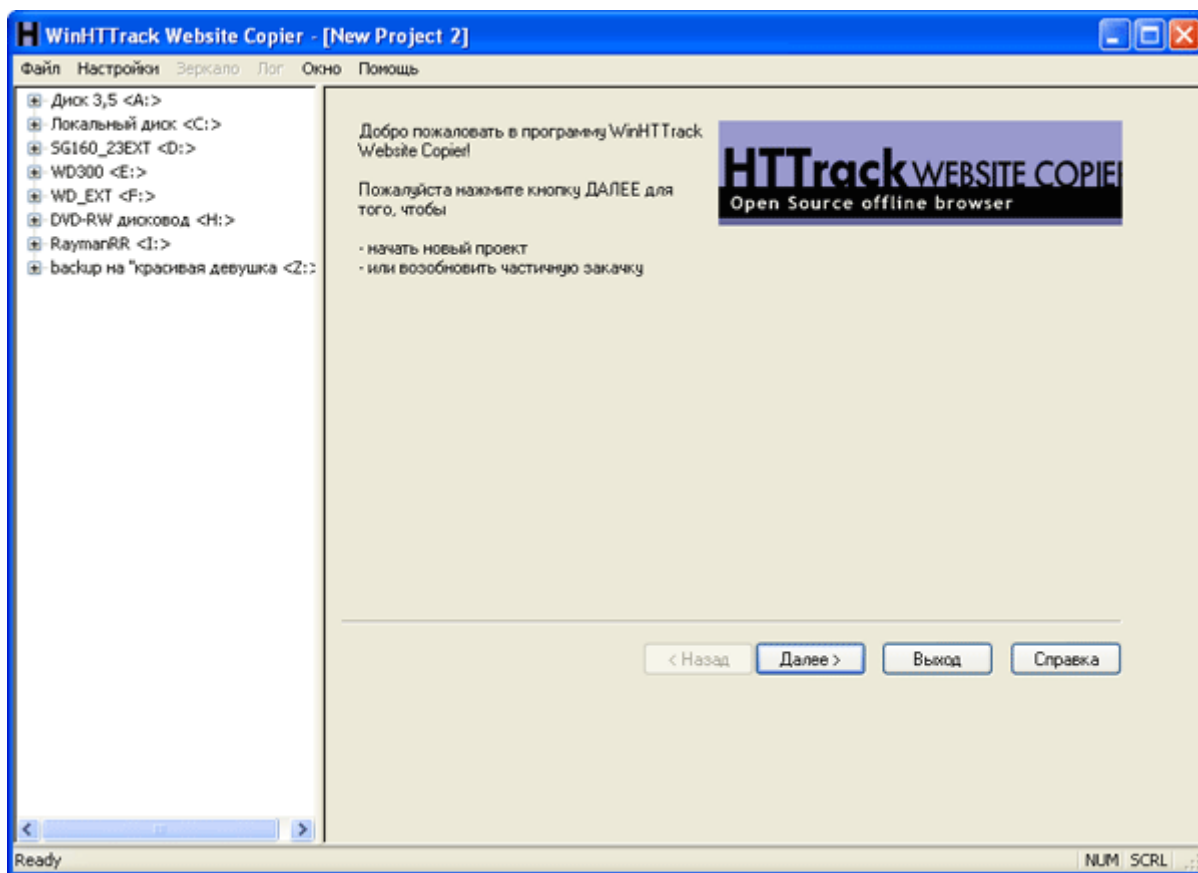 WinHTTrack Website Copier - [New Project 2]
Файл Настройки Зеркало Лог Окно Помощь
Диск 3,5 <A:>
Локальный диск <C:>
SG160_23EXT <D:>
WD300 <E:>
WD_EXT <F:>
DVD-RW дисковод <H:>
RaymanRR <I:>
backup на "красивая девушка <Z:>
Добро пожаловать в программу WinHTTrack
Website Copier!
Пожалуйста нажмите кнопку ДАЛЕЕ для
того, чтобы
- начать новый проект
- или возобновить частичную закачку
HTTrack WEBSITE COPIE
Open Source offline browser
< Назад Далее > Выход Справка
Ready
NUM SCRL